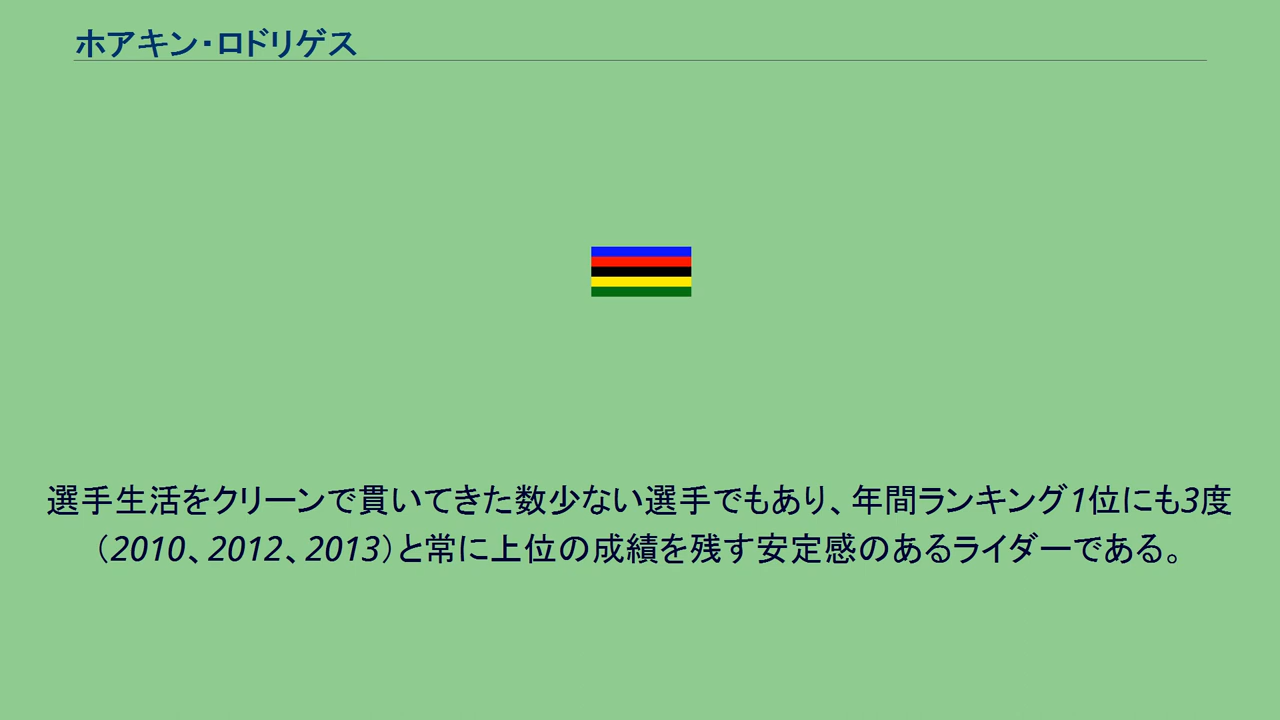 ホアキン・ロドリゲス
選手生活をクリーンで貫いてきた数少ない選手でもあり、年間ランキング1位にも3度
（2010、2012、2013）と常に上位の成績を残す安定感のあるライダーである。